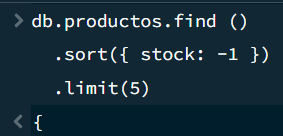 > db.productos.find ()
.sort({ stock: -1 })
.limit(5)
< {